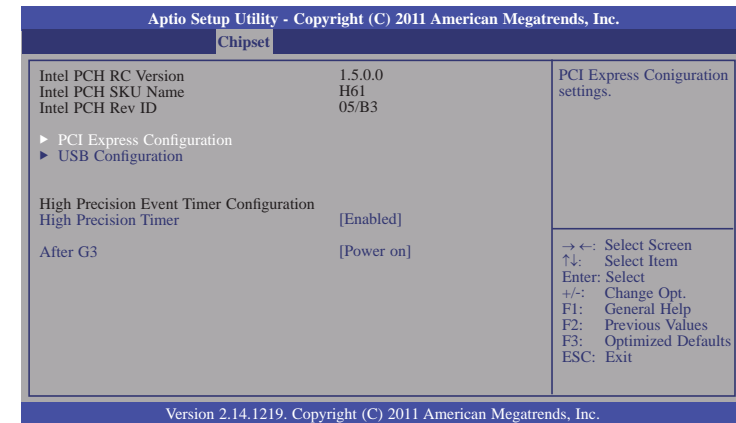 Aptio Setup Utility - Copyright (C) 2011 American Megatrends, Inc.
Chipset
Intel PCH RC Version 1.5.0.0
Intel PCH SKU Name H61
Intel PCH Rev ID 05/B3
▶ PCI Express Configuration
▶ USB Configuration
High Precision Event Timer Configuration
High Precision Timer [Enabled]
After G3 [Power on]
PCI Express Coniguration
settings.
→ ←: Select Screen
↑↓: Select Item
Enter: Select
+/-: Change Opt.
F1: General Help
F2: Previous Values
F3: Optimized Defaults
ESC: Exit
Version 2.14.1219. Copyright (C) 2011 American Megatrends, Inc.